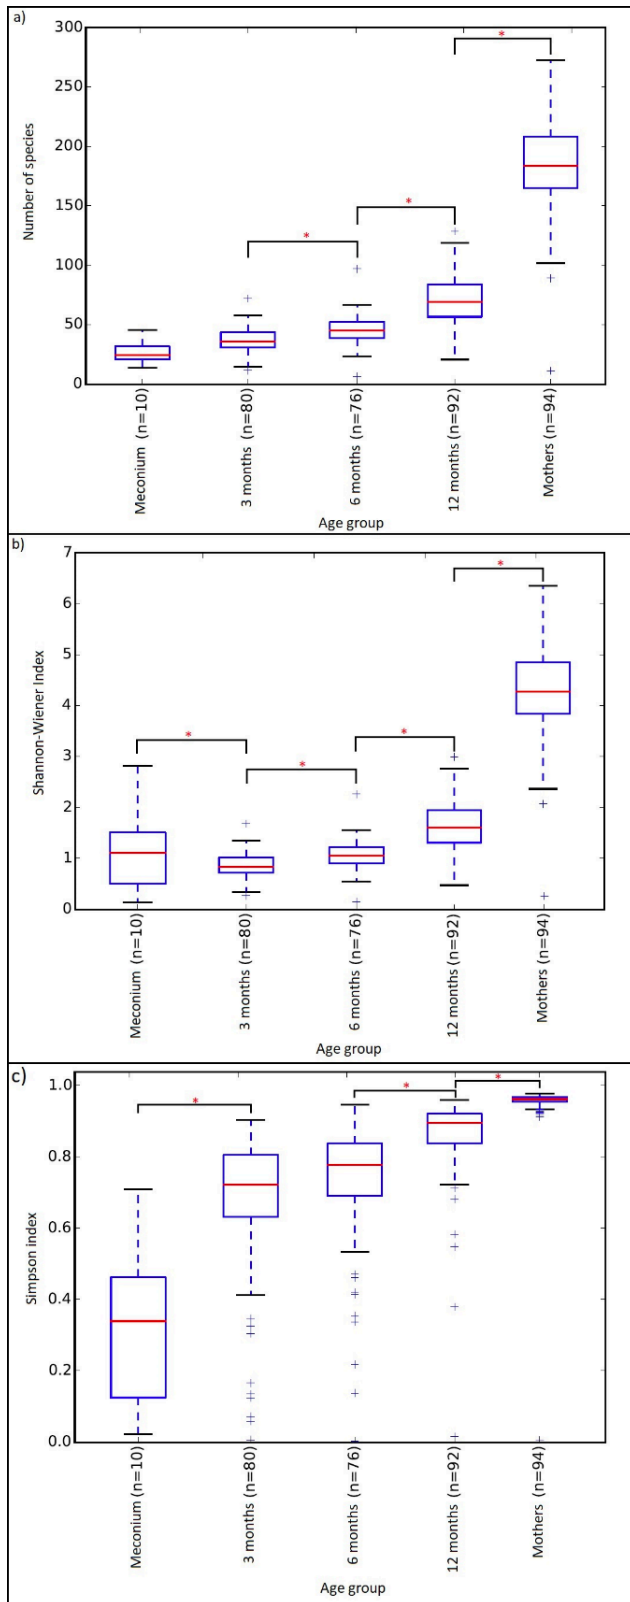 a)
300
250
200
150
100
50
0
Number of species
*
*
*
Meconium (n=10)
3 months (n=80)
6 months (n=76)
12 months (n=92)
Mothers (n=94)
Age group
b)
7
6
5
4
3
2
1
0
Shannon-Wiener Index
*
*
*
*
Meconium (n=10)
3 months (n=80)
6 months (n=76)
12 months (n=92)
Mothers (n=94)
Age group
c)
1.0
0.8
0.6
0.4
0.2
0.0
Simpson index
*
*
*
Meconium (n=10)
3 months (n=80)
6 months (n=76)
12 months (n=92)
Mothers (n=94)
Age group